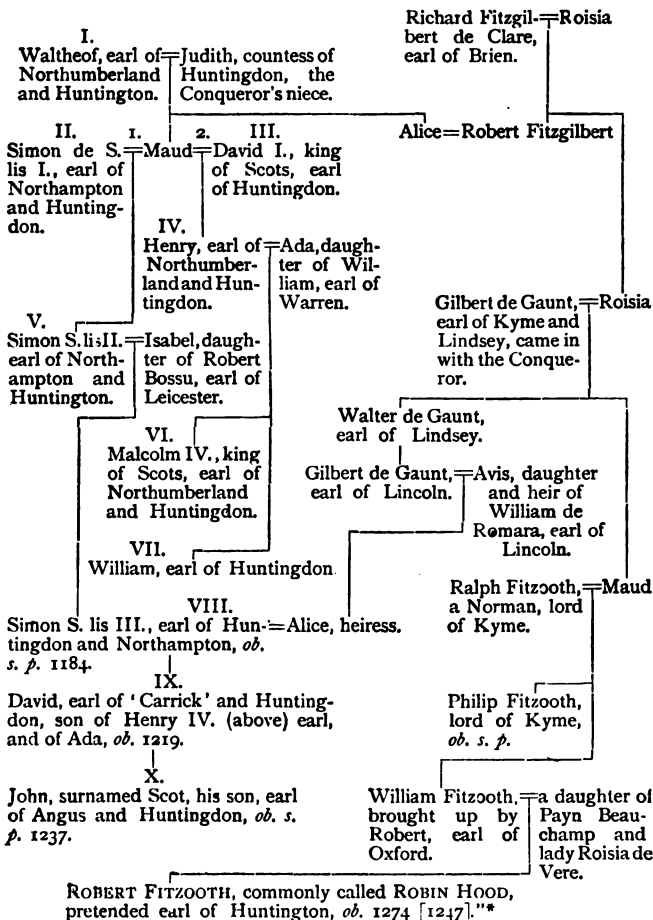 Richard Fitzgil-=Roisia
bert de Clare,
earl of Brien.
I.
Waltheof, earl of=Judith, countess of
Northumberland Huntingdon, the
and Huntington. Conqueror's niece.
Alice=Robert Fitzgilbert
II. 1. 2. III.
Simon de S.=Maud=David I., king
lis I., earl of of Scots, earl
Northampton of Huntingdon.
and Hunting-
don.
IV.
Henry, earl of=Ada, daugh-
Northumber- ter of Wil-
land and Hun- liam, earl of
tingdon. Warren.
Gilbert de Gaunt,=Roisia
earl of Kyme and
Lindsey, came in
with the Conque-
ror.
V.
Simon S. lis II.=Isabel, daugh-
earl of North- ter of Robert
ampton and Bossu, earl of
Huntington. Leicester.
Walter de Gaunt,
earl of Lindsey.
VI.
Malcolm IV., king
of Scots, earl of
Northumberland
and Huntingdon.
Gilbert de Gaunt,=Avis, daughter
earl of Lincoln. and heir of
William de
Romara, earl of
Lincoln.
VII.
William, earl of Huntingdon
Ralph Fitzooth,=Maud
a Norman, lord
of Kyme.
VIII.
Simon S. lis III., earl of Hun-=Alice, heiress.
tingdon and Northampton, ob.
s. p. 1184.
IX.
David, earl of 'Carrick' and Hunting-
don, son of Henry IV. (above) earl,
and of Ada, ob. 1219.
Philip Fitzooth,
lord of Kyme,
ob. s. p.
X.
John, surnamed Scot, his son, earl
of Angus and Huntingdon, ob. s.
p. 1237.
William Fitzooth,=a daughter of
brought up by Payn Beau-
Robert, earl of champ and
Oxford. lady Roisia de
Vere.
ROBERT FITZOOTH, commonly called ROBIN HOOD,
pretended earl of Huntington, ob. 1274 [1247]."*